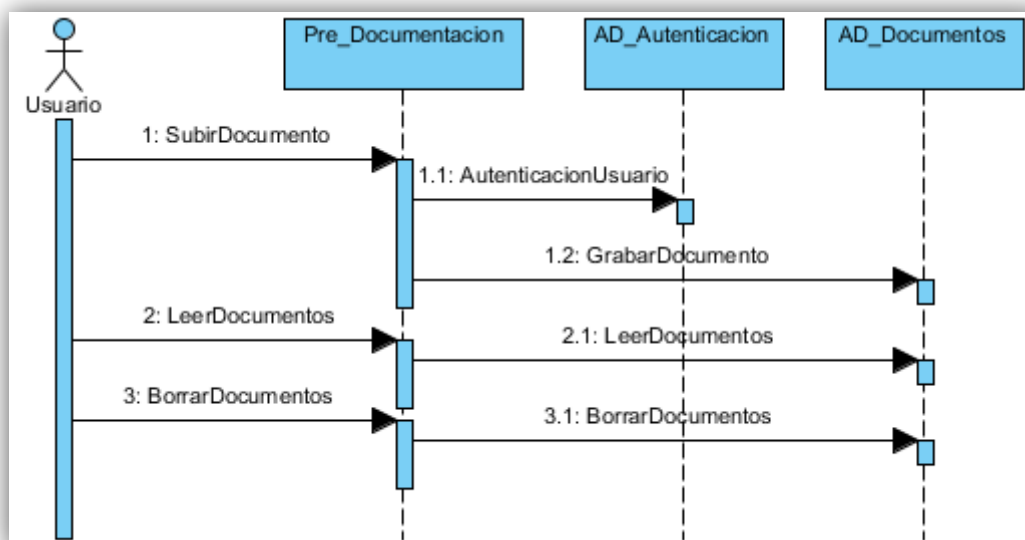 Pre_Documentacion
AD_Autenticacion
AD_Documentos
Usuario
1: SubirDocumento
1.1: AutenticacionUsuario
1.2: GrabarDocumento
2: LeerDocumentos
2.1: LeerDocumentos
3: BorrarDocumentos
3.1: BorrarDocumentos